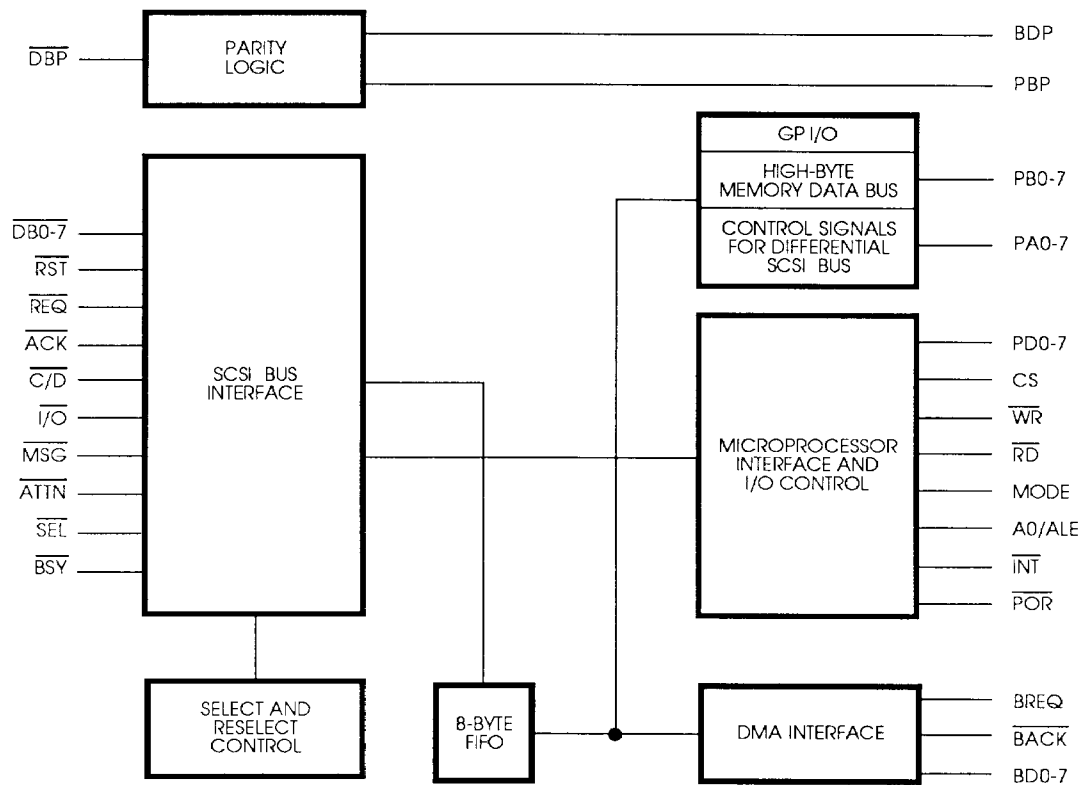 DBP
PARITY
LOGIC
BDP
PBP
GP I/O
HIGH-BYTE
MEMORY DATA BUS
CONTROL SIGNALS
FOR DIFFERENTIAL
SCSI BUS
PB0-7
PA0-7
DB0-7
RST
REQ
ACK
C/D
I/O
MSG
ATTN
SEL
BSY
SCSI BUS
INTERFACE
MICROPROCESSOR
INTERFACE AND
I/O CONTROL
PD0-7
CS
WR
RD
MODE
A0/ALE
INT
POR
SELECT AND
RESELECT
CONTROL
8-BYTE
FIFO
DMA INTERFACE
BREQ
BACK
BD0-7